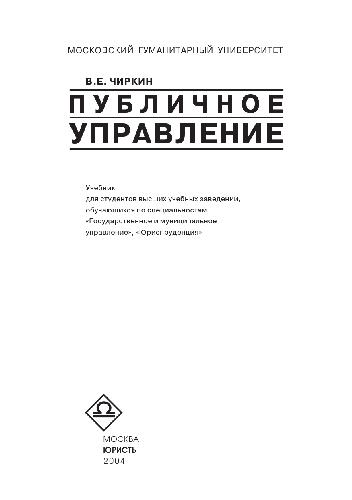 МОСКОВСКИЙ ГУМАНИТАРНЫЙ УНИВЕРСИТЕТ
В.Е. ЧИРКИН
ПУБЛИЧНОЕ
УПРАВЛЕНИЕ
Учебник
для студентов высших учебных заведений,
обучающихся по специальностям
«Государственное и муниципальное
управление», «Юриспруденция»
МОСКВА
ЮРИСТЪ
2004